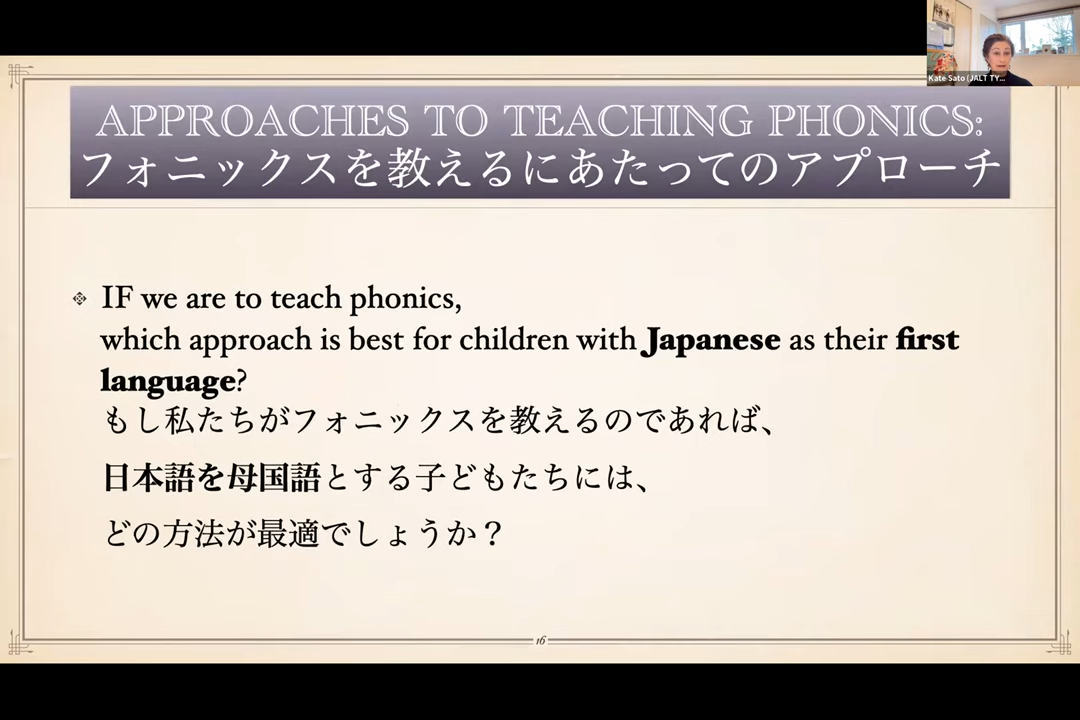 Kate Sato (JALT TY...
APPROACHES TO TEACHING PHONICS:
フォニックスを教えるにあたってのアプローチ
IF we are to teach phonics,
which approach is best for children with Japanese as their first
language?
もし私たちがフォニックスを教えるのであれば、
日本語を母国語とする子どもたちには、
どの方法が最適でしょうか？
16